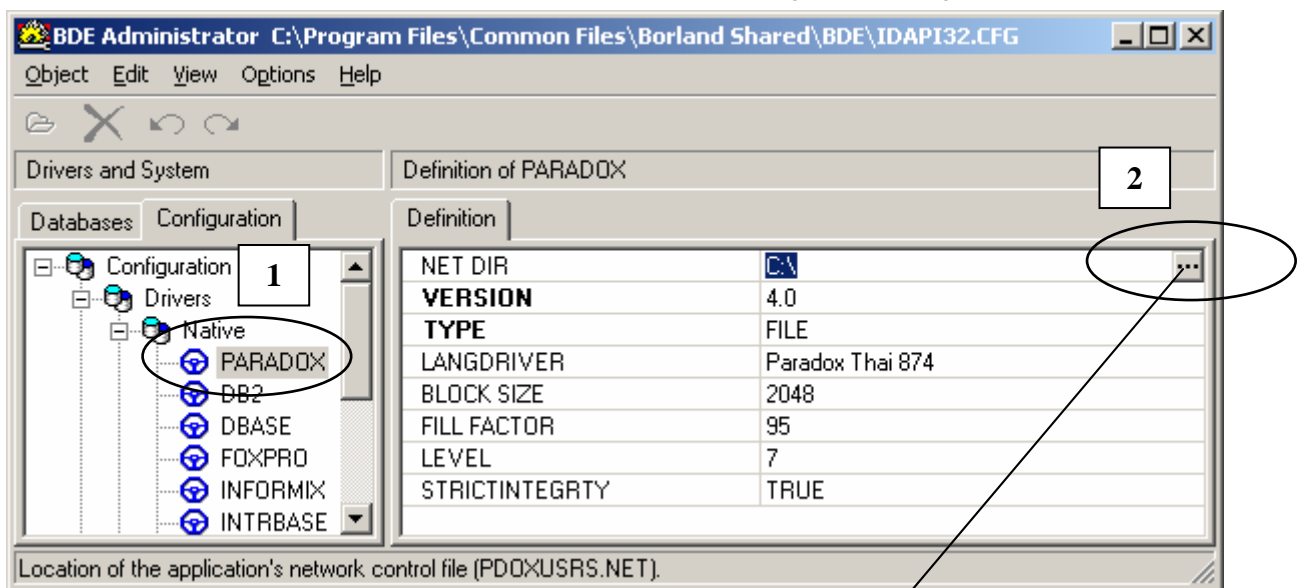 BDE Administrator C:\Program Files\Common Files\Borland Shared\BDE\IDAPI32.CFG
Object Edit View Options Help
Drivers and System
Definition of PARADOX
2
Databases Configuration
Definition
1
Configuration
Drivers
Native
PARADOX
DB2
DBASE
FOXPRO
INFORMIX
INTRBASE
NET DIR C:\ ...
VERSION 4.0
TYPE FILE
LANGDRIVER Paradox Thai 874
BLOCK SIZE 2048
FILL FACTOR 95
LEVEL 7
STRICTINTEGRTY TRUE
Location of the application's network control file (PDOXUSRS.NET).